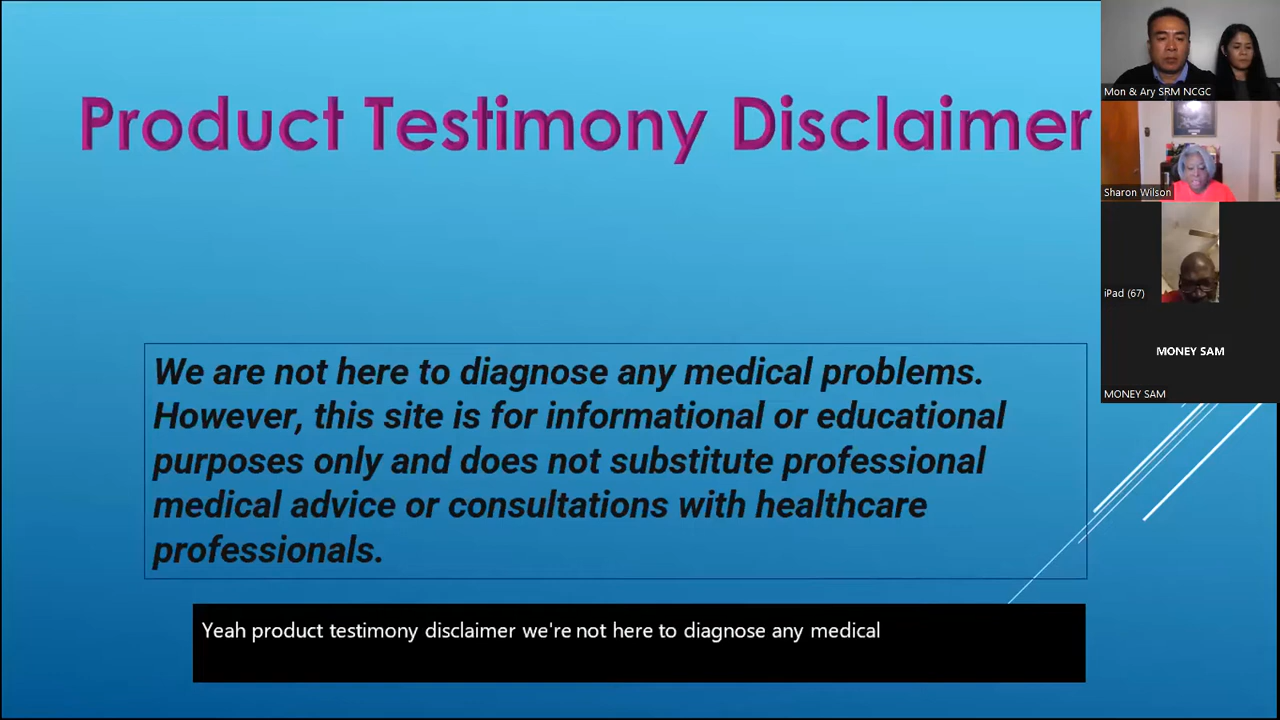 Product Testimony Disclaimer
We are not here to diagnose any medical problems.
However, this site is for informational or educational
purposes only and does not substitute professional
medical advice or consultations with healthcare
professionals.
Yeah product testimony disclaimer we're not here to diagnose any medical
Mon & Ary SRM NCGC
Sharon Wilson
iPad (67)
MONEY SAM
MONEY SAM